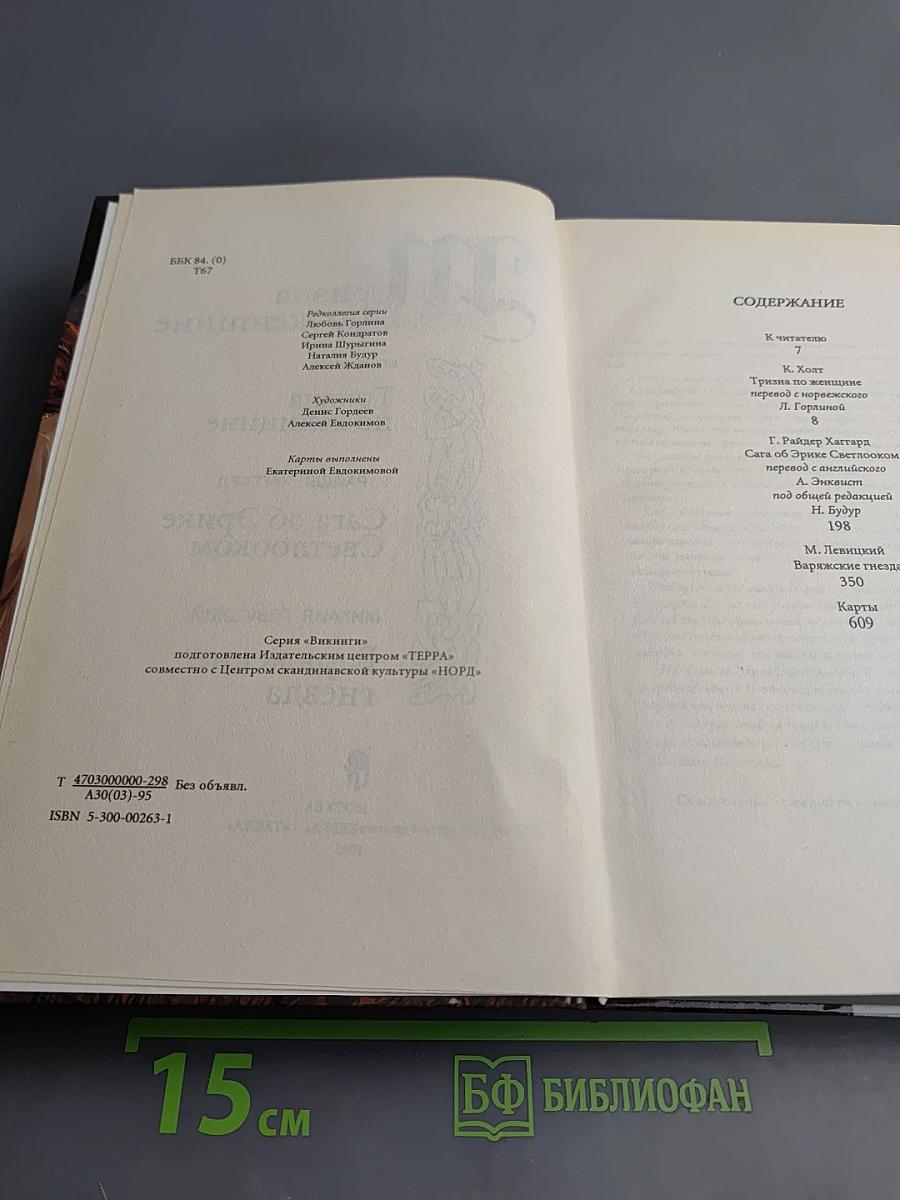 ББК 84. (0)
Т67
Редколлегия серии
Любовь Горлина
Сергей Кондратов
Ирина Шурыгина
Наталия Будур
Алексей Жданов
Художники
Денис Гордеев
Алексей Евдокимов
Карты выполнены
Екатериной Евдокимовой
Серия «Викинги»
подготовлена Издательским центром «ТЕРРА»
совместно с Центром скандинавской культуры «НОРД»
Т 4703000000-298 Без объявл.
А30(03)-95
ISBN 5-300-00263-1
СОДЕРЖАНИЕ
К читателю
7
К. Холт
Тризна по женщине
перевод с норвежского
Л. Горлиной
8
Г. Райдер Хаггард
Сага об Эрике Светлооком
перевод с английского
А. Энквист
под общей редакцией
Н. Будур
198
М. Левицкий
Варяжские гнезда
350
Карты
609
15 см
БФ БИБЛИОФАН